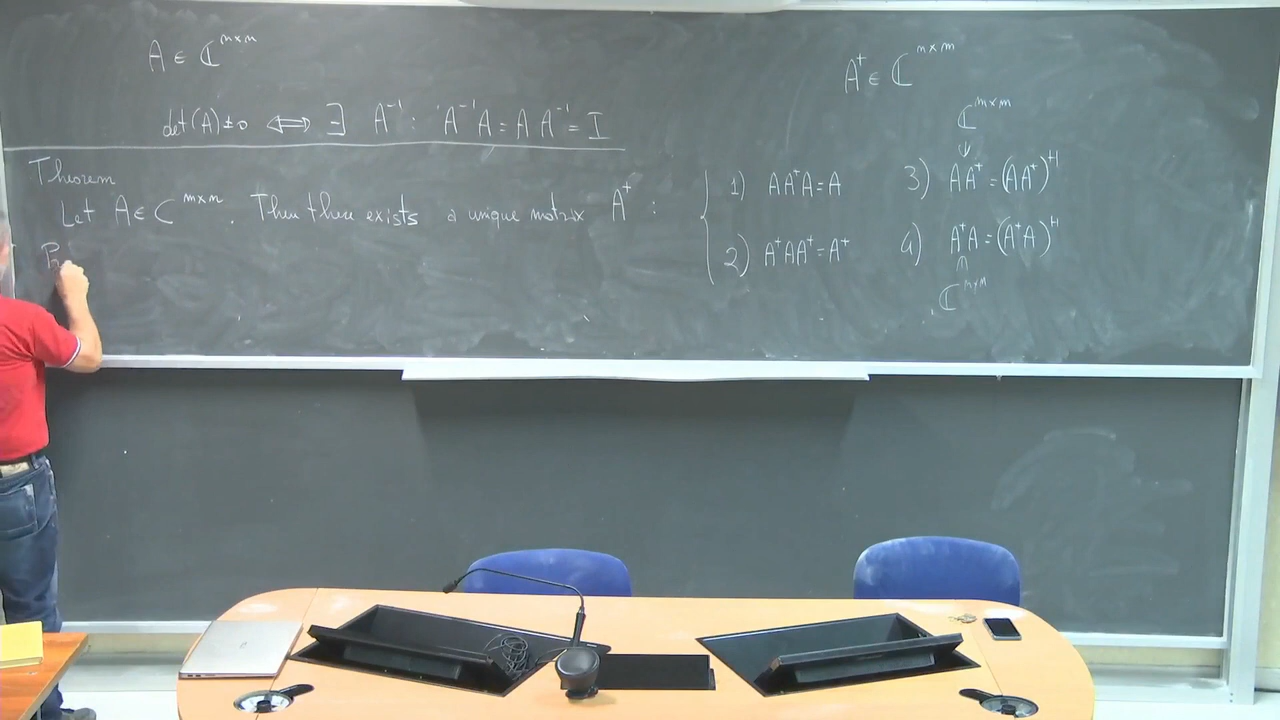 A ∈ ℂ^{m×m}
det(A)≠0 ⟺ ∃ A⁻¹ : A⁻¹A = A A⁻¹ = I
Theorem
Let A ∈ C^{m×m}. Then there exists a unique matrix A⁺ :
1) AA⁺A = A
2) A⁺AA⁺ = A⁺
A⁺ ∈ ℂ^{m×m}
ℂ^{m×m}
↓
3) AA⁺ = (AA⁺)^H
4) A⁺A = (A⁺A)^H
↑
ℂ^{m×m}